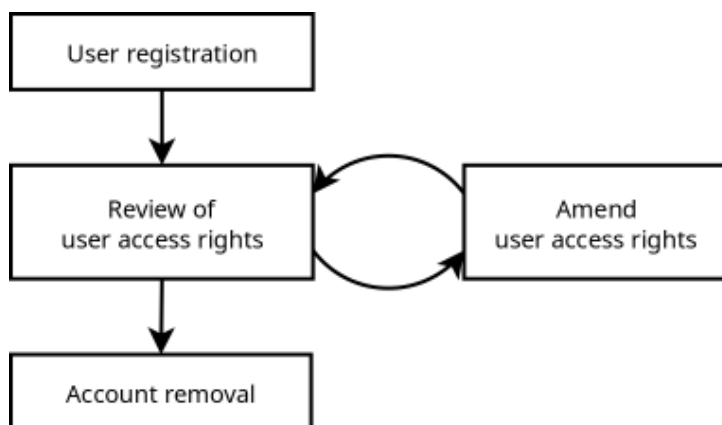 User registration
Review of
user access rights
Amend
user access rights
Account removal